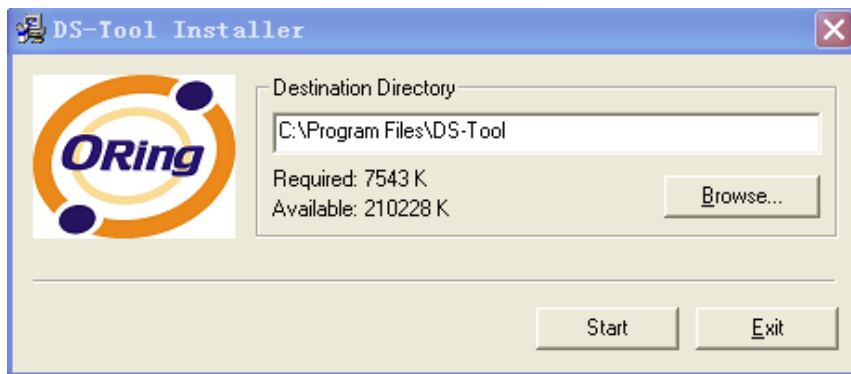 DS-Tool Installer
ORing
Destination Directory
C:\Program Files\DS-Tool
Required: 7543 K
Available: 210228 K
Browse...
Start
Exit